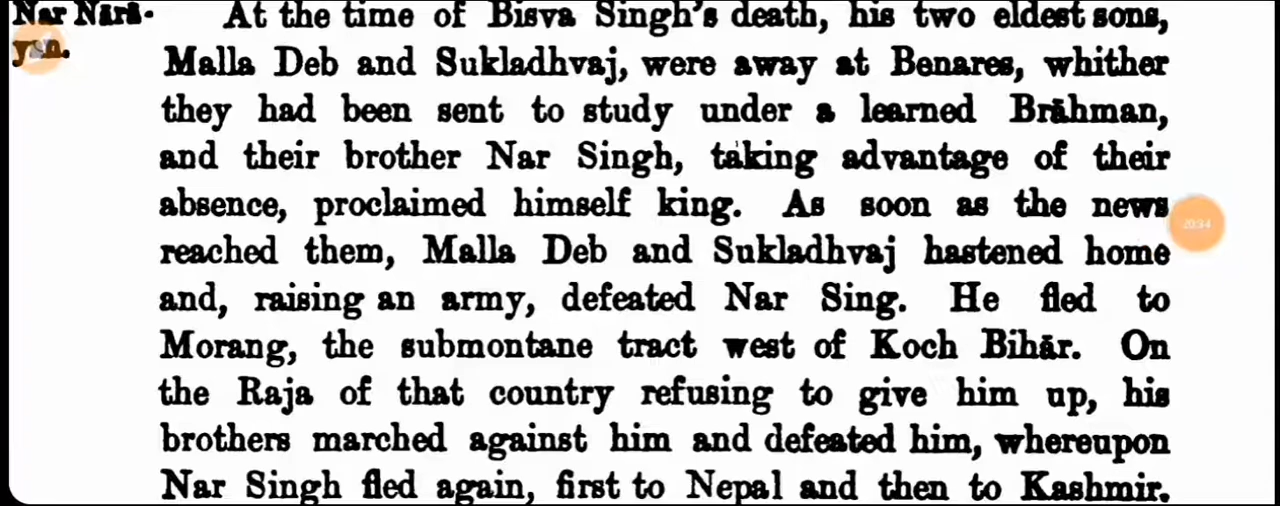 Nar Nārā-
yan.
At the time of Bisva Singh's death, his two eldest sons,
Malla Deb and Sukladhvaj, were away at Benares, whither
they had been sent to study under a learned Brāhman,
and their brother Nar Singh, taking advantage of their
absence, proclaimed himself king. As soon as the news
reached them, Malla Deb and Sukladhvaj hastened home
and, raising an army, defeated Nar Sing. He fled to
Morang, the submontane tract west of Koch Bihār. On
the Raja of that country refusing to give him up, his
brothers marched against him and defeated him, whereupon
Nar Singh fled again, first to Nepal and then to Kashmir.
20:34